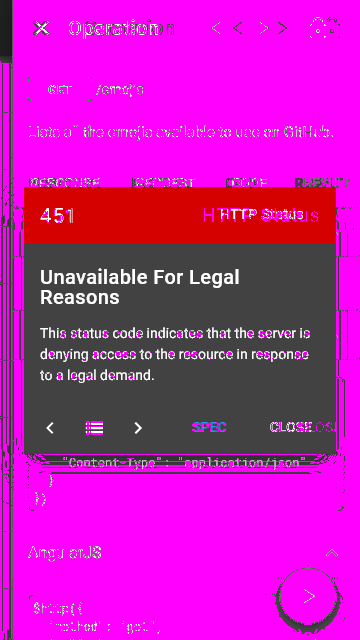 Operation
GET /emojis
Lists all the emojis available to use on GitHub.
RESPONSE REQUEST CODE
451 HTTP Status
Unavailable For Legal
Reasons
This status code indicates that the server is
denying access to the resource in response
to a legal demand.
SPEC CLOSE
"Content-Type": "application/json"
}
})
AngularJS
$http({
"method": "get",